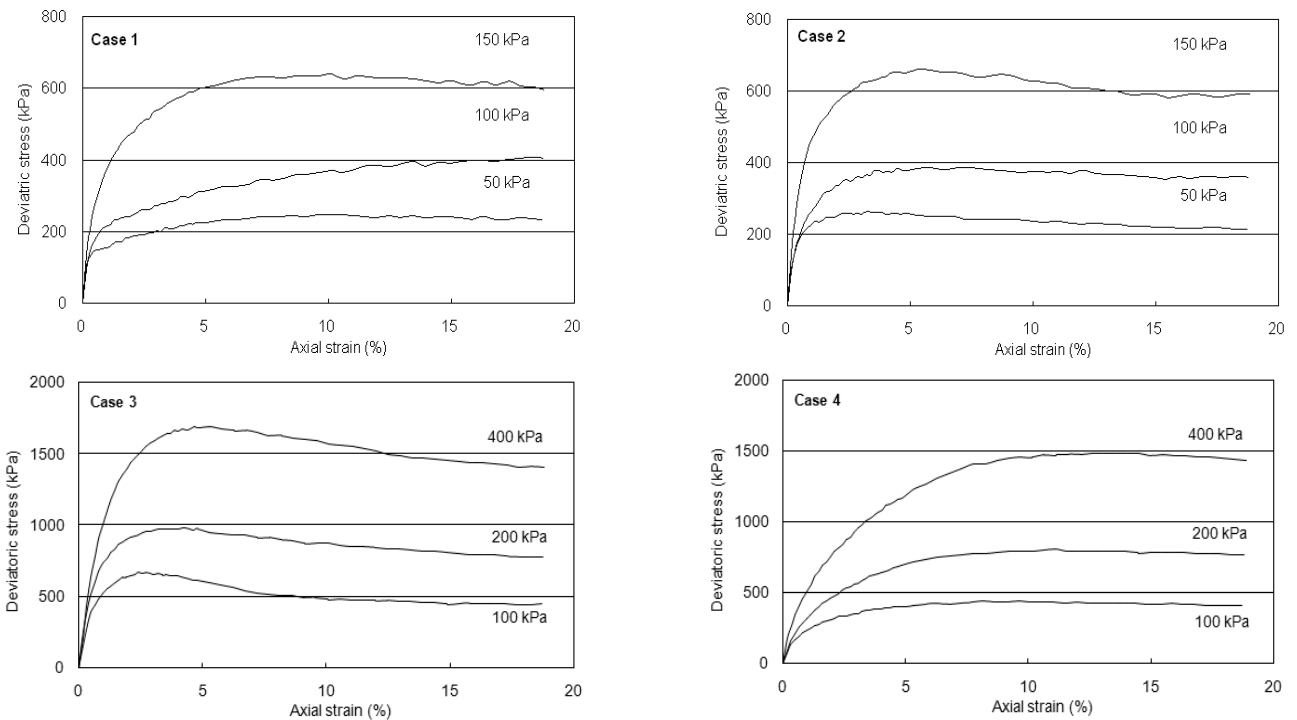 Case 1
150 kPa
100 kPa
50 kPa
800
600
400
200
0
0 5 10 15 20
Deviatric stress (kPa)
Axial strain (%)
Case 2
150 kPa
100 kPa
50 kPa
800
600
400
200
0
0 5 10 15 20
Deviatric stress (kPa)
Axial strain (%)
Case 3
400 kPa
200 kPa
100 kPa
2000
1500
1000
500
0
0 5 10 15 20
Deviatoric stress (kPa)
Axial strain (%)
Case 4
400 kPa
200 kPa
100 kPa
2000
1500
1000
500
0
0 5 10 15 20
Deviatoric stress (kPa)
Axial strain (%)